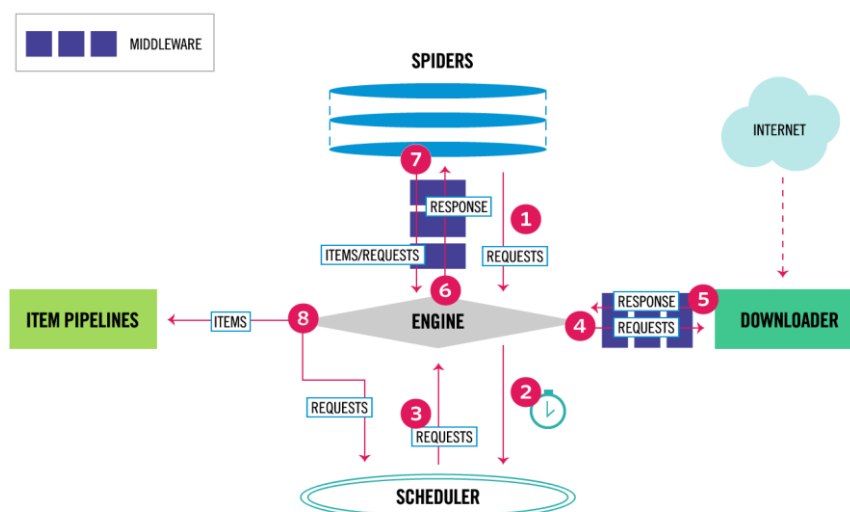 MIDDLEWARE
SPIDERS
INTERNET
7
RESPONSE
1
ITEMS/REQUESTS
REQUESTS
6
RESPONSE
5
ITEM PIPELINES
ITEMS
8
ENGINE
4
REQUESTS
DOWNLOADER
2
REQUESTS
3
REQUESTS
SCHEDULER